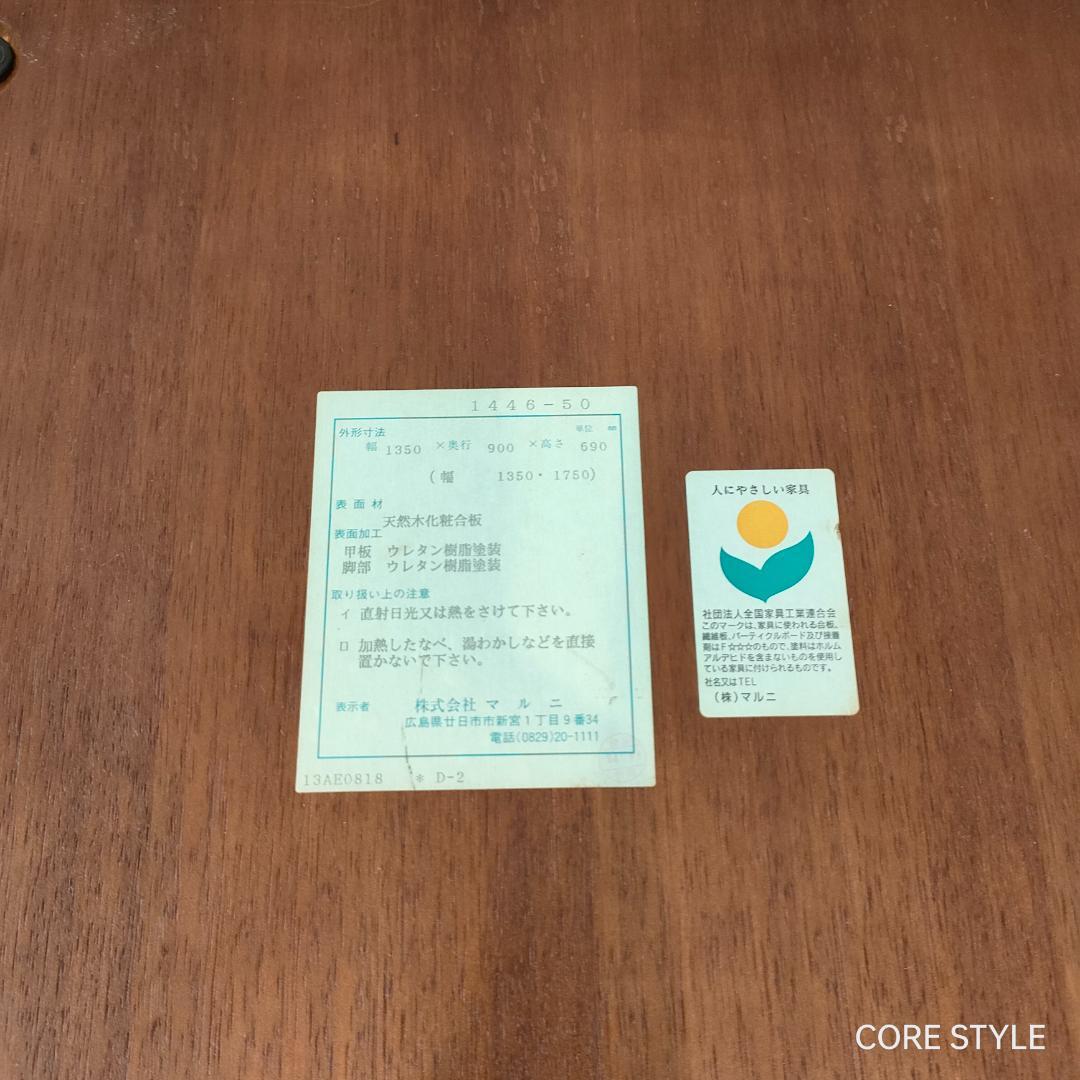 1446-50
外形寸法
単位 mm
幅 1350 ×奥行 900 ×高さ 690
(幅 1350・1750)
表面材
天然木化粧合板
表面加工
甲板 ウレタン樹脂塗装
脚部 ウレタン樹脂塗装
取り扱い上の注意
イ 直射日光又は熱をさけて下さい。
ロ 加熱したなべ、湯わかしなどを直接
置かないで下さい。
表示者 株式会社 マルニ
広島県廿日市市新宮1丁目9番34
電話(0829)20-1111
13AE0818 * D-2
人にやさしい家具
社団法人全国家具工業連合会
このマークは、家具に使われる合板、
繊維板、パーティクルボード及び接着
剤はF☆☆☆のもので、塗料はホルム
アルデヒドを含まないものを使用し
ている家具に付けられるものです。
社名又はTEL
(株)マルニ
CORE STYLE